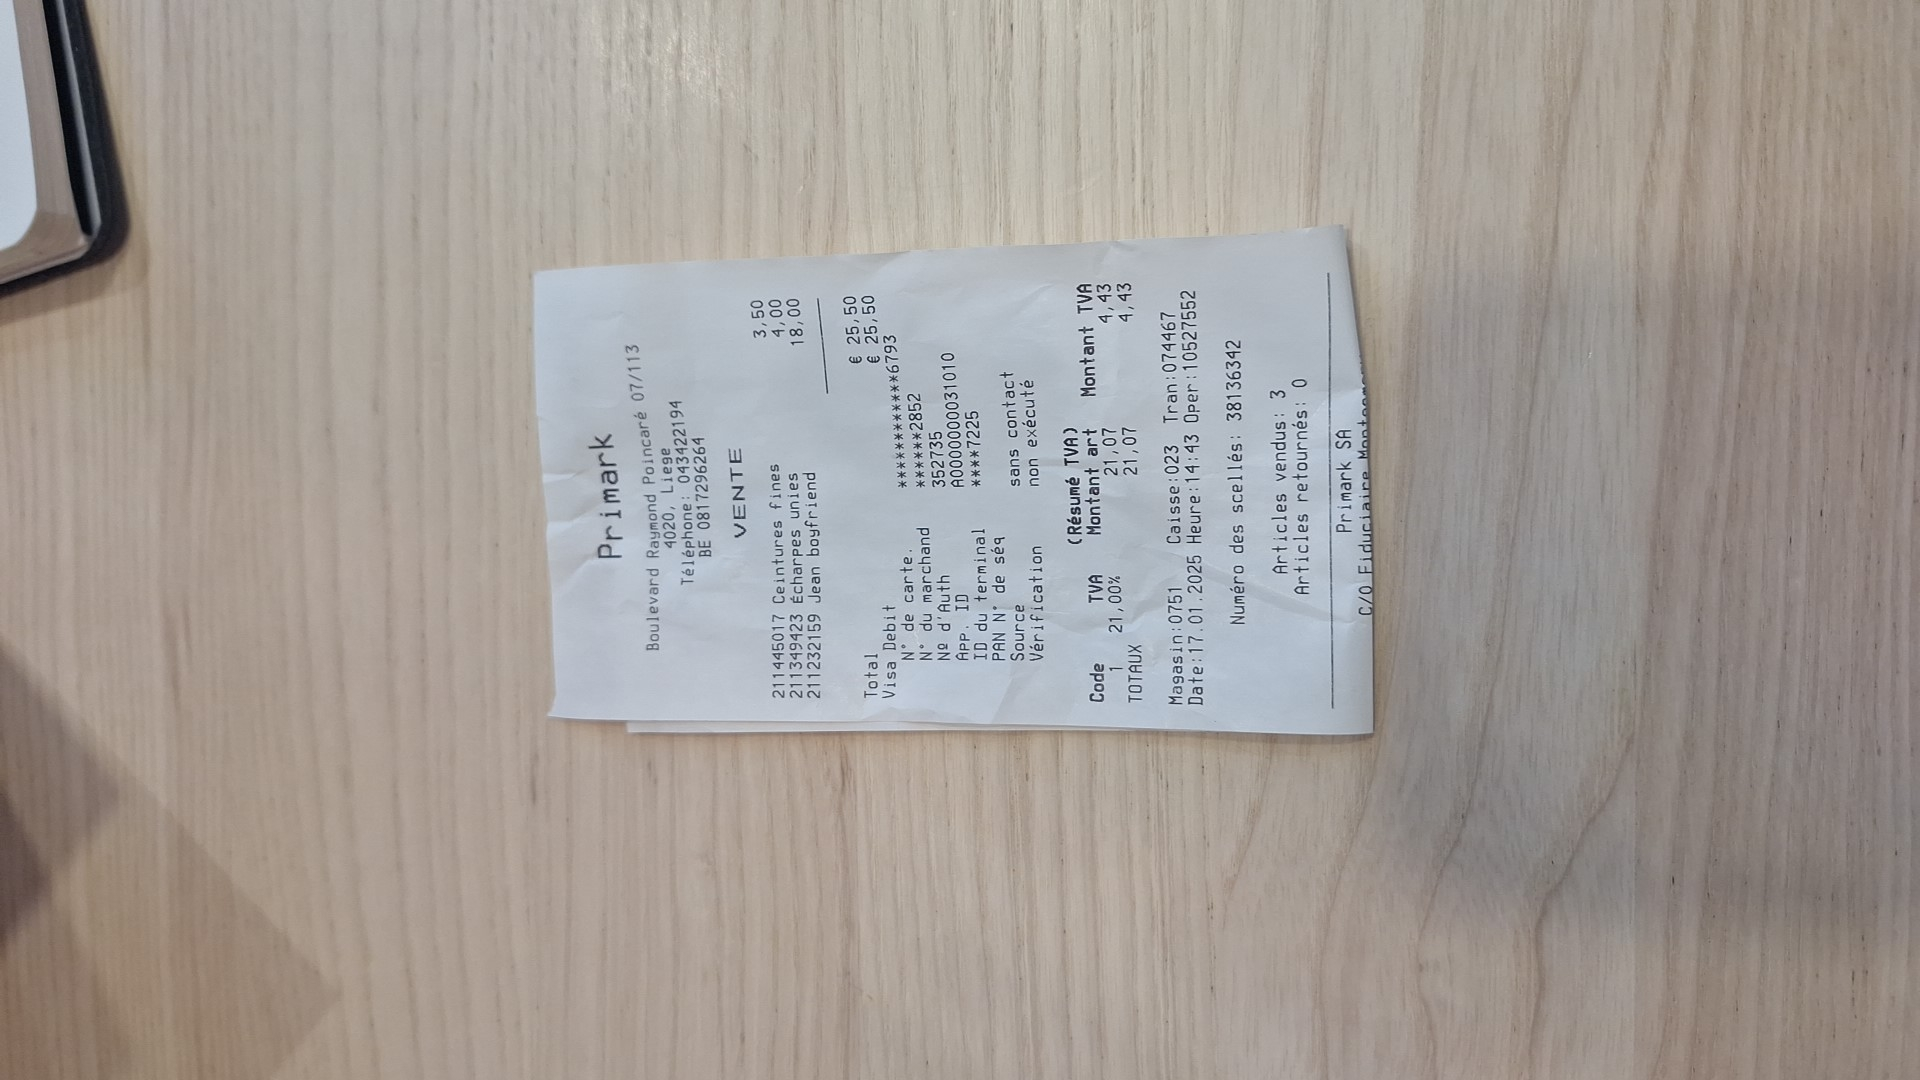 Primark
Boulevard Raymond Poincaré 07/113
4020, Liege
Téléphone: 043422194
BE 0817296264
VENTE
211445017 Ceintures fines 3,50
211349423 Écharpes unies 4,00
211232159 Jean boyfriend 18,00
Total € 25,50
Visa Debit € 25,50
N° de carte. ************6793
N° du marchand ******2852
Nº d'Auth 352735
App. ID A0000000031010
ID du terminal ****7225
PAN N° de séq
Source sans contact
Vérification non exécuté
(Résumé TVA)
Code TVA Montant art Montant TVA
1 21,00% 21,07 4,43
TOTAUX 21,07 4,43
Magasin:0751 Caisse:023 Tran:074467
Date:17.01.2025 Heure:14:43 Oper:10527552
Numéro des scellés: 38136342
Articles vendus: 3
Articles retournés: 0
Primark SA
C/O Fiduciaire